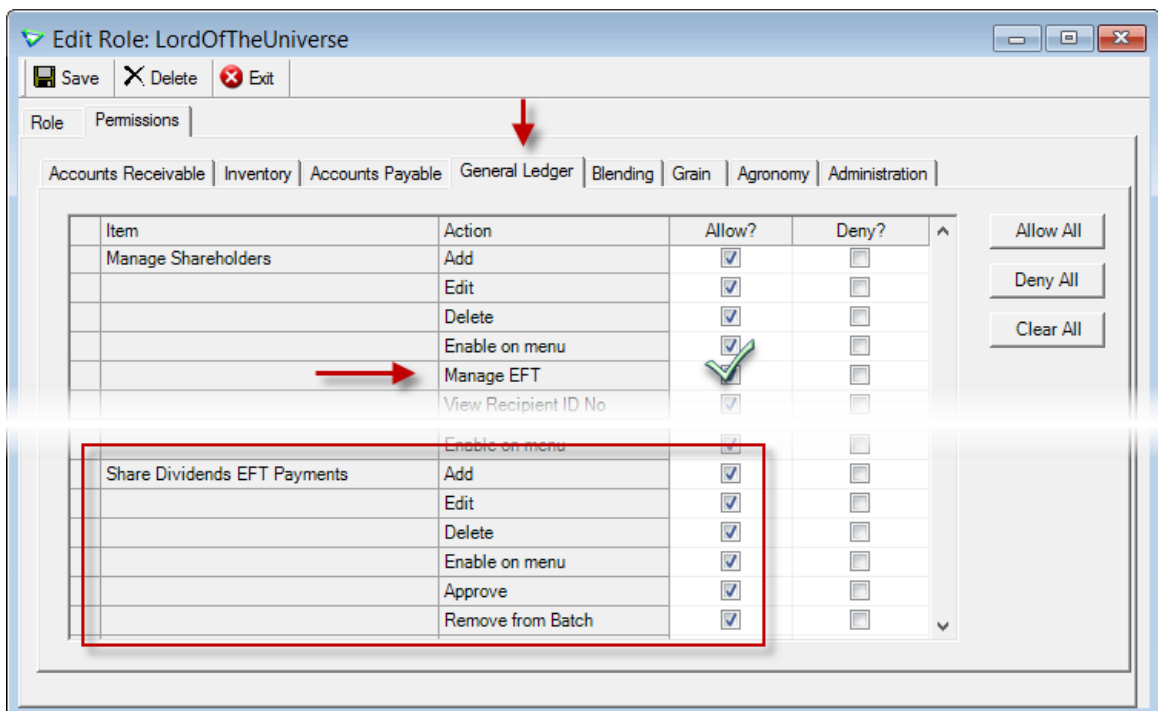 Edit Role: LordOfTheUniverse
Save Delete Exit
Role Permissions
Accounts Receivable Inventory Accounts Payable General Ledger Blending Grain Agronomy Administration
Item Action Allow? Deny? Allow All
Manage Shareholders Add
Edit Deny All
Delete
Clear All
Enable on menu
Manage EFT
View Recipient ID No
Enable on menu
Share Dividends EFT Payments Add
Edit
Delete
Enable on menu
Approve
Remove from Batch